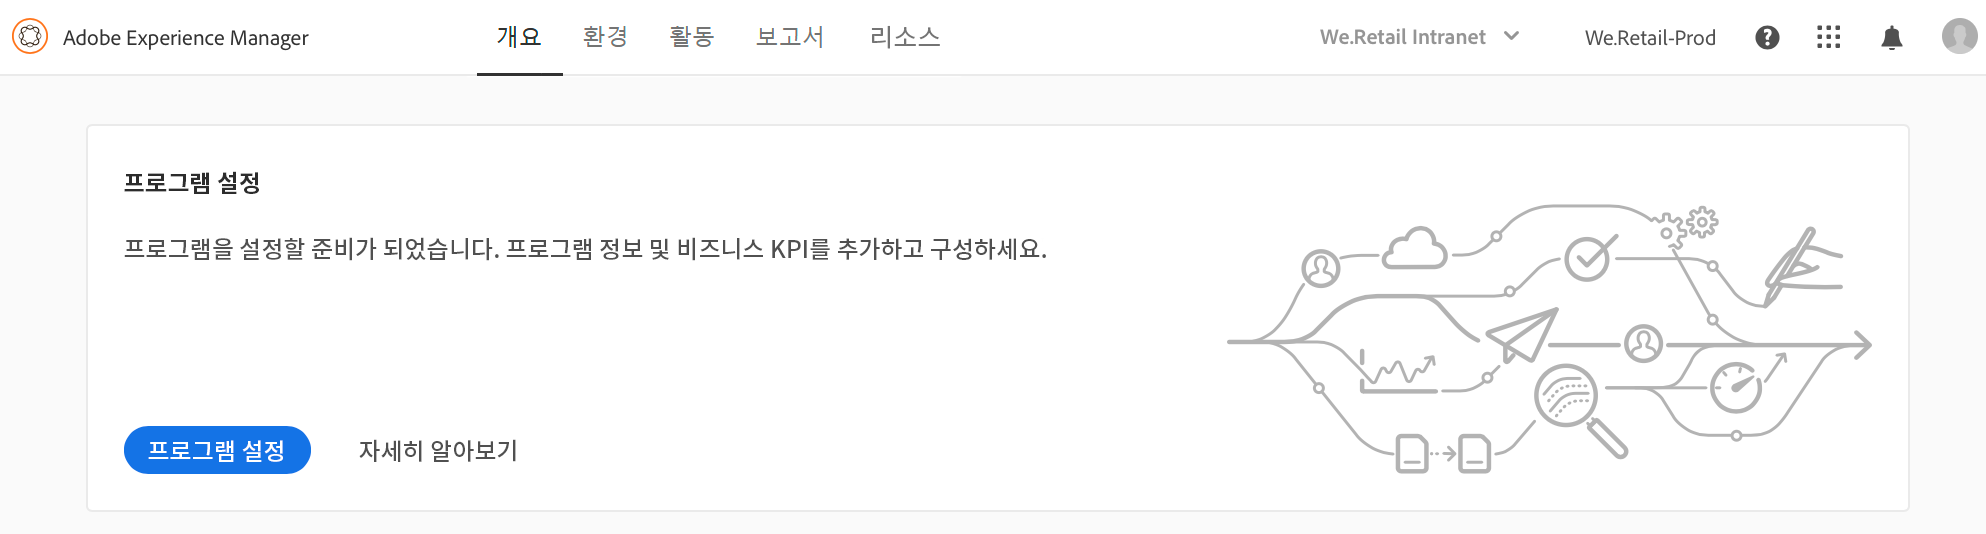 Adobe Experience Manager
개요 환경 활동 보고서 리소스
We.Retail Intranet
We.Retail-Prod
프로그램 설정
프로그램을 설정할 준비가 되었습니다. 프로그램 정보 및 비즈니스 KPI를 추가하고 구성하세요.
프로그램 설정
자세히 알아보기